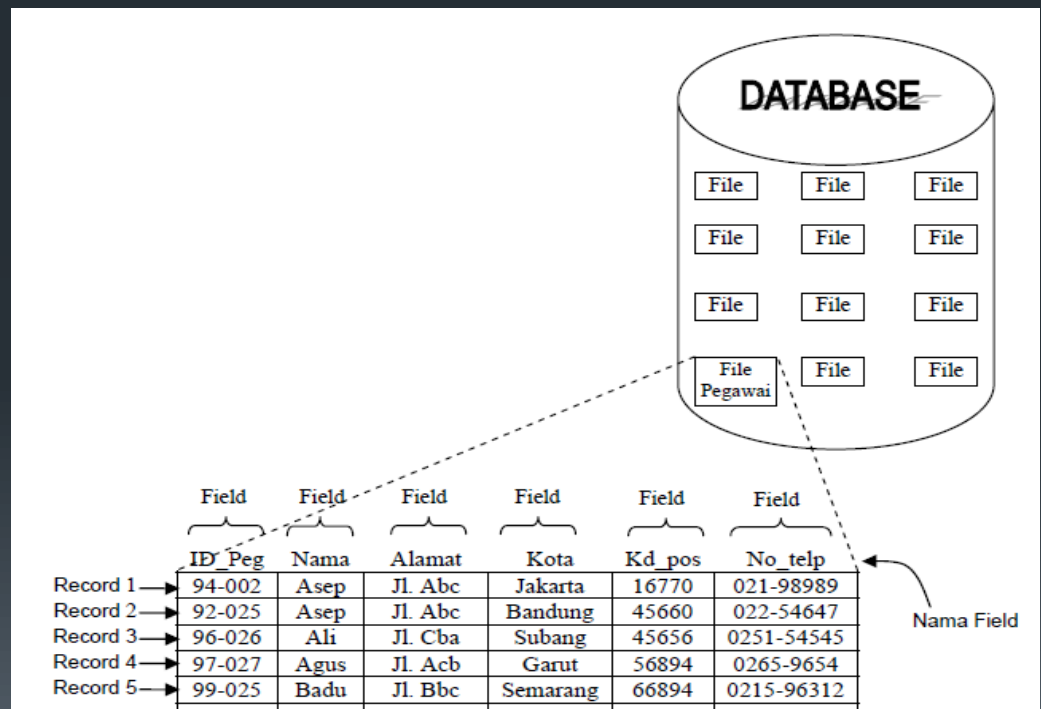 DATABASE
File File File
File File File
File File File
File Pegawai File File
Field Field Field Field Field Field
ID_Peg Nama Alamat Kota Kd_pos No_telp
Record 1 94-002 Asep Jl. Abc Jakarta 16770 021-98989
Record 2 92-025 Asep Jl. Abc Bandung 45660 022-54647
Record 3 96-026 Ali Jl. Cba Subang 45656 0251-54545
Record 4 97-027 Agus Jl. Acb Garut 56894 0265-9654
Record 5 99-025 Badu Jl. Bbc Semarang 66894 0215-96312
Nama Field